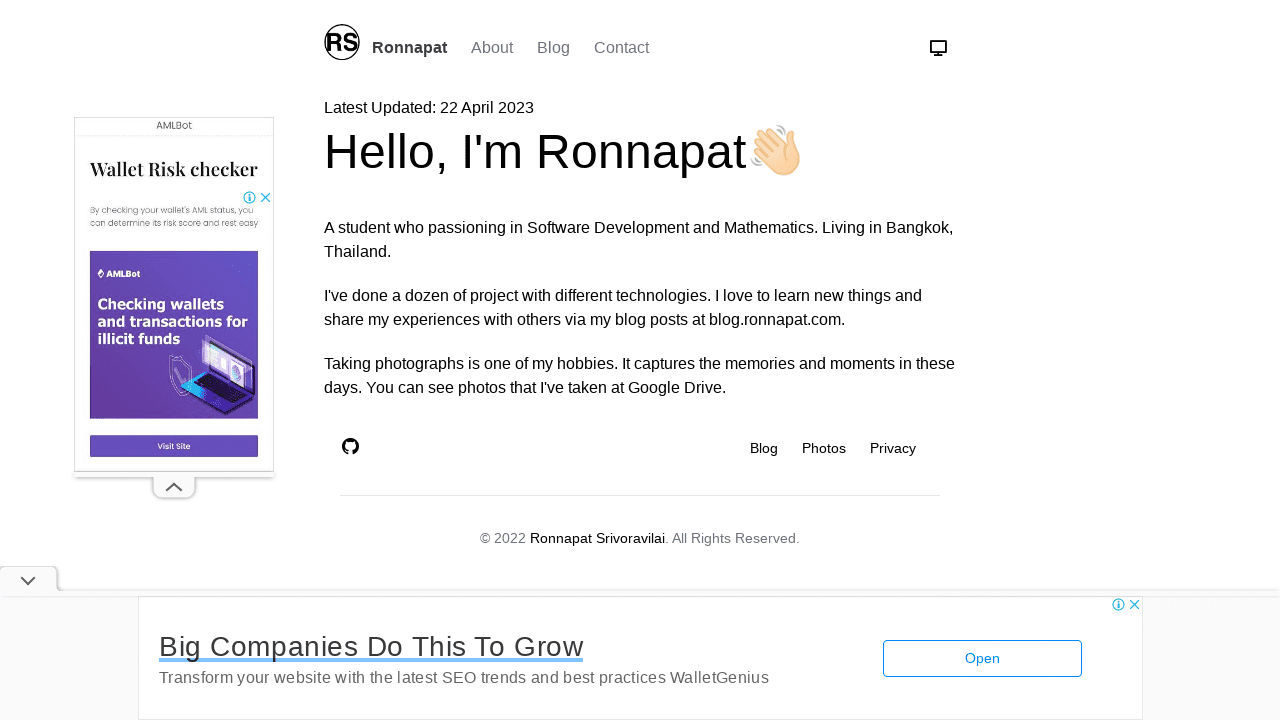 RS
Ronnapat About Blog Contact
Latest Updated: 22 April 2023
Hello, I'm Ronnapat👋🏼
A student who passioning in Software Development and Mathematics. Living in Bangkok,
Thailand.
I've done a dozen of project with different technologies. I love to learn new things and
share my experiences with others via my blog posts at blog.ronnapat.com.
Taking photographs is one of my hobbies. It captures the memories and moments in these
days. You can see photos that I've taken at Google Drive.
Blog Photos Privacy
© 2022 Ronnapat Srivoravilai. All Rights Reserved.
AMLBot
Wallet Risk checker
By checking your wallet's AML status, you
can determine its risk score and rest easy
AMLBot
Checking wallets
and transactions for
illicit funds
Visit Site
Big Companies Do This To Grow
Transform your website with the latest SEO trends and best practices WalletGenius
Open